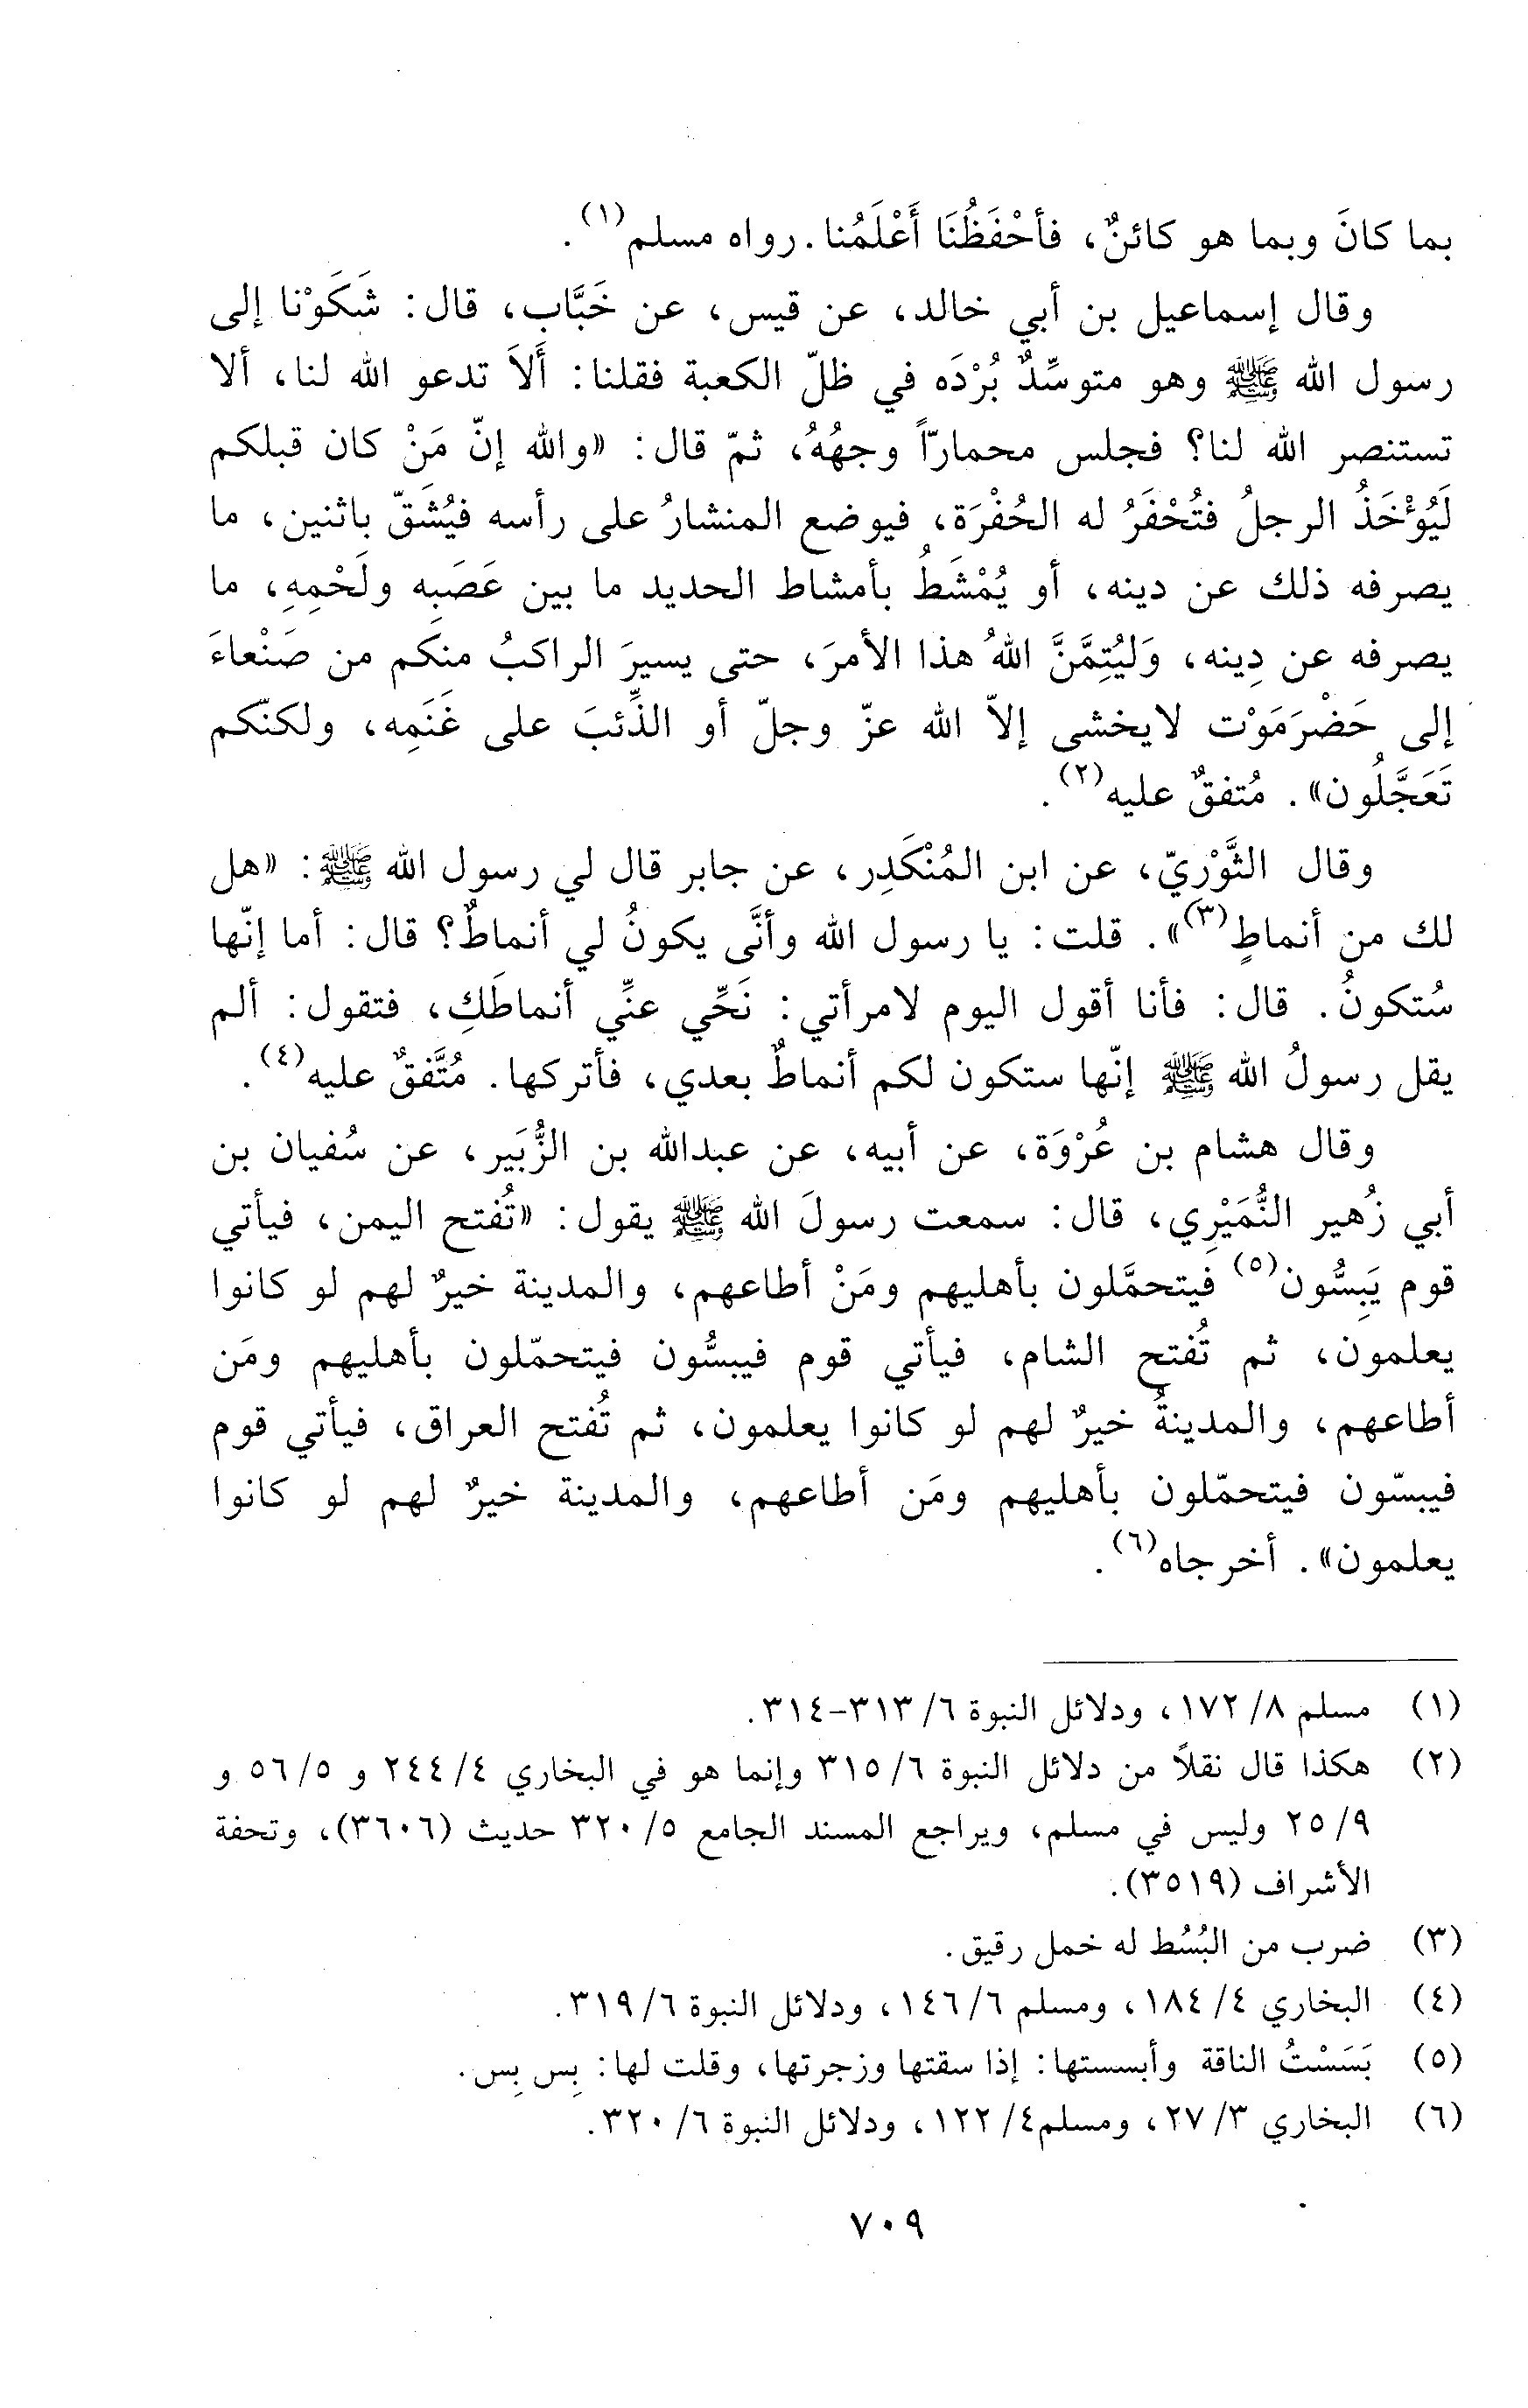 بما كانَ وبما هو كائنٌ، فأحْفَظُنَا أَعْلَمُنا. رواه مسلم(١).
وقال إسماعيل بن أبي خالد، عن قيس، عن خَبَّاب، قال: شَكَوْنا إلى
رسول الله ﷺ وهو متوسِّدٌ بُرْدَه في ظلّ الكعبة فقلنا: أَلاَ تدعو الله لنا، ألا
تستنصر الله لنا؟ فجلس محمارّاً وجهُهُ، ثمّ قال: «والله إنّ مَنْ كان قبلكم
لَيُؤْخَذُ الرجلُ فتُحْفَرُ له الحُفْرَة، فيوضع المنشارُ على رأسه فيُشَقّ باثنين، ما
يصرفه ذلك عن دينه، أو يُمْشَطُ بأمشاط الحديد ما بين عَصَبِه ولَحْمِهِ، ما
يصرفه عن دِينه، وَليُتِمَّنَّ اللهُ هذا الأمرَ، حتى يسيرَ الراكبُ منكم من صَنْعاءَ
إلى حَضْرَمَوْت لايخشى إلاّ الله عزّ وجلّ أو الذِّئبَ على غَنَمِه، ولكنّكم
تَعَجَّلُون». مُتفقٌ عليه(٢).
وقال الثَّوْريّ، عن ابن المُنْكَدِر، عن جابر قال لي رسول الله ﷺ: «هل
لك من أنماطٍ(٣)». قلت: يا رسول الله وأنَّى يكونُ لي أنماطٌ؟ قال: أما إنّها
سُتكونُ. قال: فأنا أقول اليوم لامرأتي: نَحِّي عنِّي أنماطَكِ، فتقول: ألم
يقل رسولُ الله ﷺ إنّها ستكون لكم أنماطٌ بعدي، فأتركها. مُتَّفقٌ عليه(٤).
وقال هشام بن عُرْوَة، عن أبيه، عن عبدالله بن الزُّبَير، عن سُفيان بن
أبي زُهير النُّمَيْرِي، قال: سمعت رسولَ الله ﷺ يقول: «تُفتح اليمن، فيأتي
قوم يَبِسُّون(٥) فيتحمَّلون بأهليهم ومَنْ أطاعهم، والمدينة خيرٌ لهم لو كانوا
يعلمون، ثم تُفتح الشام، فيأتي قوم فيبسُّون فيتحمّلون بأهليهم ومَن
أطاعهم، والمدينةُ خيرٌ لهم لو كانوا يعلمون، ثم تُفتح العراق، فيأتي قوم
فيبسّون فيتحمّلون بأهليهم ومَن أطاعهم، والمدينة خيرٌ لهم لو كانوا
يعلمون». أخرجاه(٦).
(١) مسلم ٨/ ١٧٢، ودلائل النبوة ٦/ ٣١٣-٣١٤.
(٢) هكذا قال نقلاً من دلائل النبوة ٦/ ٣١٥ وإنما هو في البخاري ٤/ ٢٤٤ و ٥/ ٥٦ و
٩/ ٢٥ وليس في مسلم، ويراجع المسند الجامع ٥/ ٣٢٠ حديث (٣٦٠٦)، وتحفة
الأشراف (٣٥١٩).
(٣) ضرب من البُسُط له خمل رقيق.
(٤) البخاري ٤/ ١٨٤، ومسلم ٦/ ١٤٦، ودلائل النبوة ٦/ ٣١٩.
(٥) بَسَسْتُ الناقة وأبسستها: إذا سقتها وزجرتها، وقلت لها: بِس بِس.
(٦) البخاري ٣/ ٢٧، ومسلم٤/ ١٢٢، ودلائل النبوة ٦/ ٣٢٠.
٧٠٩